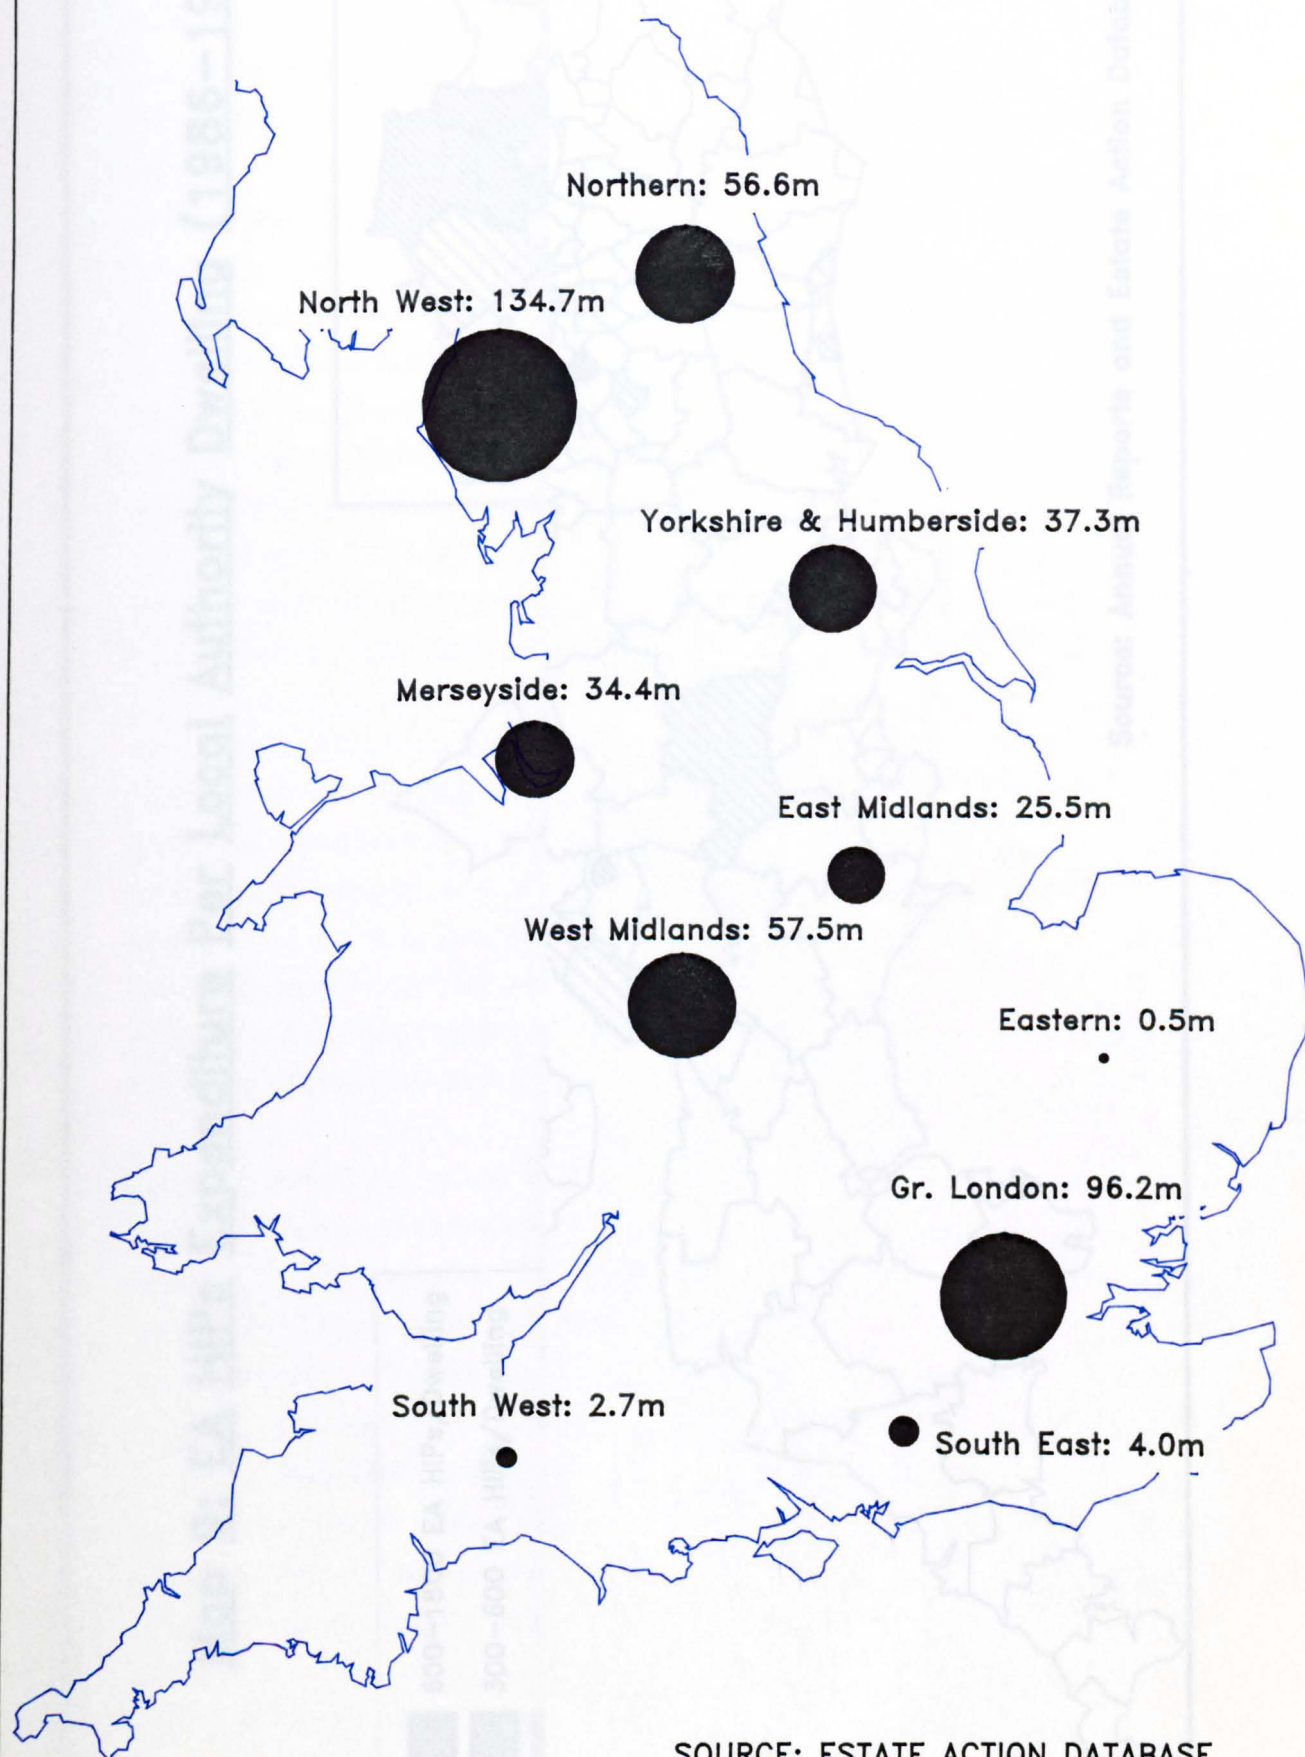 Northern: 56.6m
North West: 134.7m
Yorkshire & Humberside: 37.3m
Merseyside: 34.4m
East Midlands: 25.5m
West Midlands: 57.5m
Eastern: 0.5m
Gr. London: 96.2m
South West: 2.7m
South East: 4.0m
SOURCE: ESTATE ACTION DATABASE